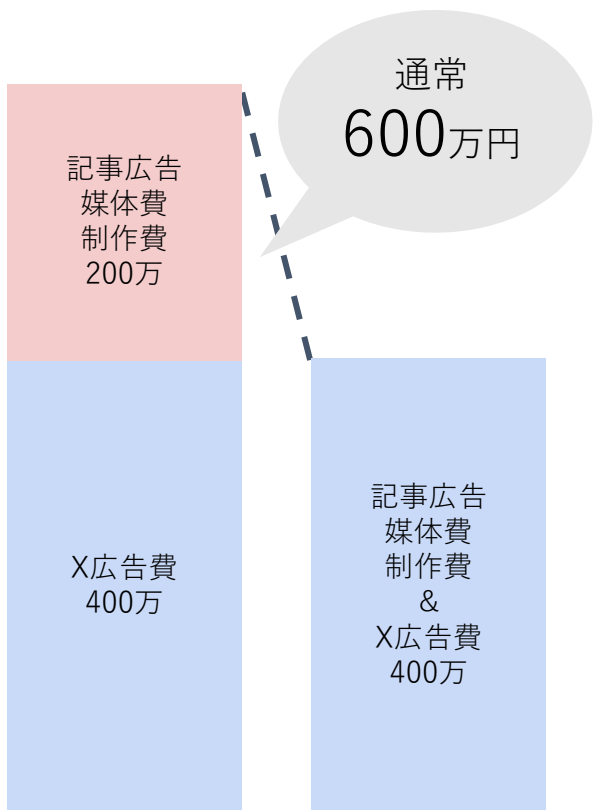 通常
600万円
記事広告
媒体費
制作費
200万
X広告費
400万
記事広告
媒体費
制作費
&
X広告費
400万